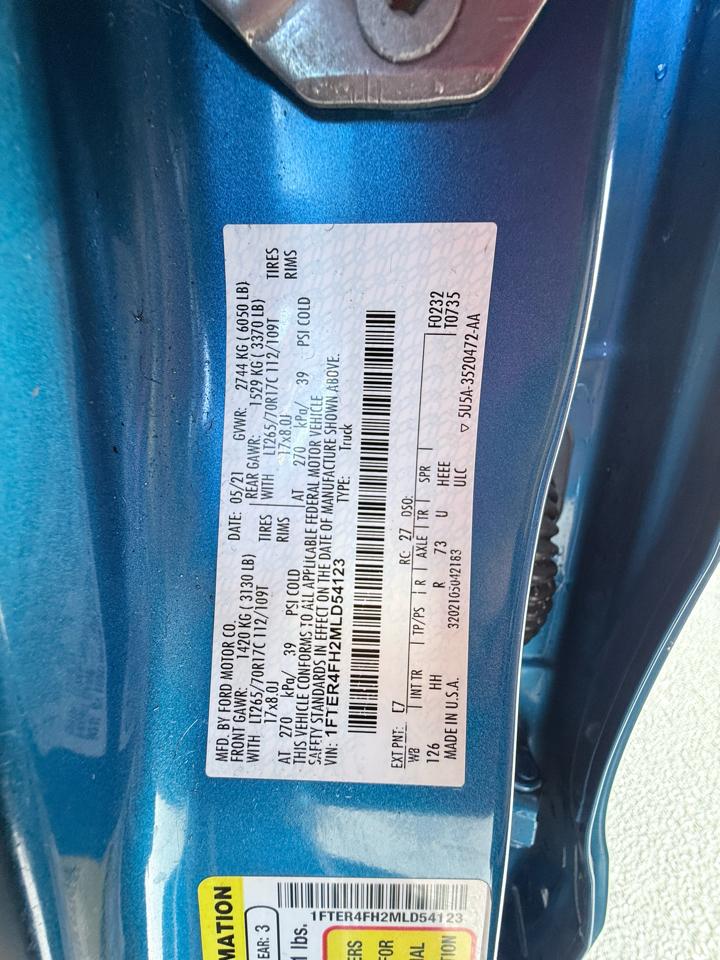 MFD. BY FORD MOTOR CO.
DATE: 05/21 GVWR: 2744 KG ( 6050 LB)
FRONT GAWR: 1420 KG ( 3130 LB) REAR GAWR: 1529 KG ( 3370 LB)
WITH LT265/70R17C 112/109T TIRES WITH LT265/70R17C 112/109T TIRES
17x8.0J RIMS 17x8.0J RIMS
AT 270 kPa/ 39 PSI COLD AT 270 kPa/ 39 PSI COLD
THIS VEHICLE CONFORMS TO ALL APPLICABLE FEDERAL MOTOR VEHICLE
SAFETY STANDARDS IN EFFECT ON THE DATE OF MANUFACTURE SHOWN ABOVE.
VIN: 1FTER4FH2MLD54123 TYPE: Truck
EXT PNT: E7 RC: 27 DSO: F0232
WB INT TR TP/PS R AXLE TR SPR T0735
126 HH R 73 U HEEE
MADE IN U.S.A. 3202105042183 ULC ▽ 5U5A-3520472-AA
MATION
EAR: 3
1FTER4FH2MLD54123
1 lbs.
ERS
FOR
NAL
TION